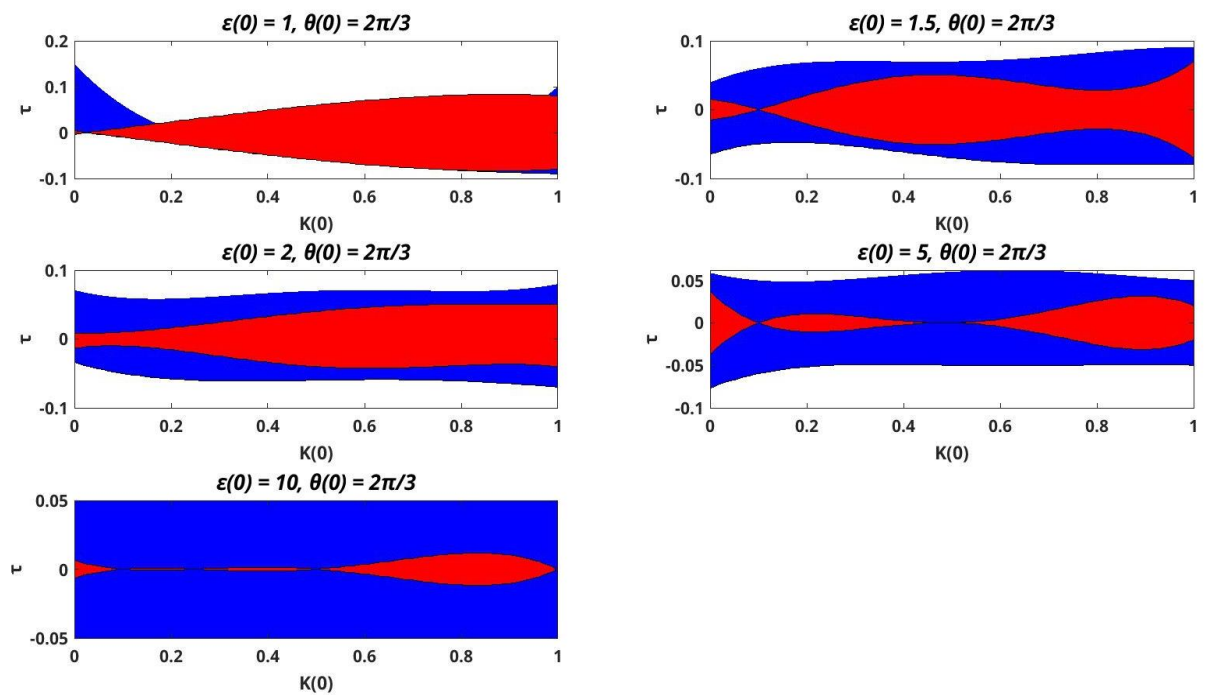 ε(0) = 1, θ(0) = 2π/3
0.2
0.1
0
-0.1
τ
0 0.2 0.4 0.6 0.8 1
K(0)
ε(0) = 1.5, θ(0) = 2π/3
0.1
0
-0.1
τ
0 0.2 0.4 0.6 0.8 1
K(0)
ε(0) = 2, θ(0) = 2π/3
0.1
0
-0.1
τ
0 0.2 0.4 0.6 0.8 1
K(0)
ε(0) = 5, θ(0) = 2π/3
0.05
0
-0.05
-0.1
τ
0 0.2 0.4 0.6 0.8 1
K(0)
ε(0) = 10, θ(0) = 2π/3
0.05
0
-0.05
τ
0 0.2 0.4 0.6 0.8 1
K(0)